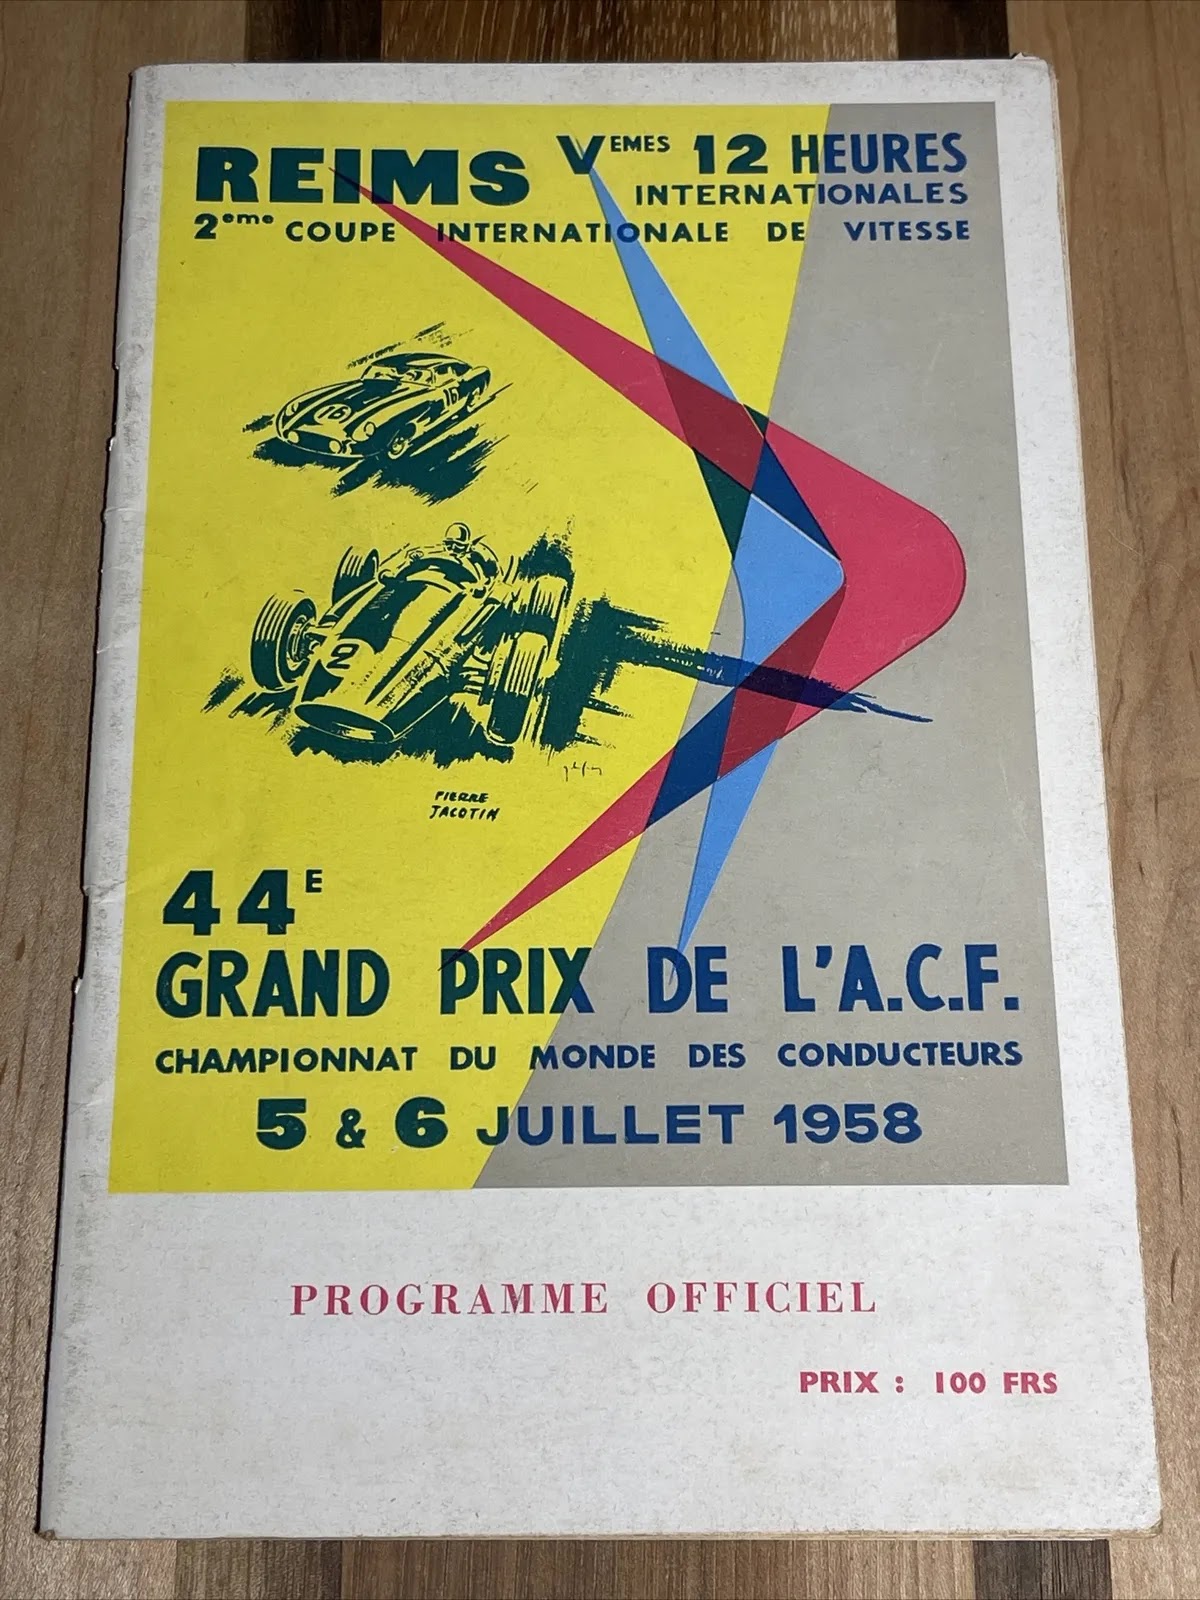 REIMS VEMES 12 HEURES
INTERNATIONALES
2eme COUPE INTERNATIONALE DE VITESSE
16
16
2
PIERRE
JACOTIN
44E
GRAND PRIX DE L'A.C.F.
CHAMPIONNAT DU MONDE DES CONDUCTEURS
5 & 6 JUILLET 1958
PROGRAMME OFFICIEL
PRIX : 100 FRS